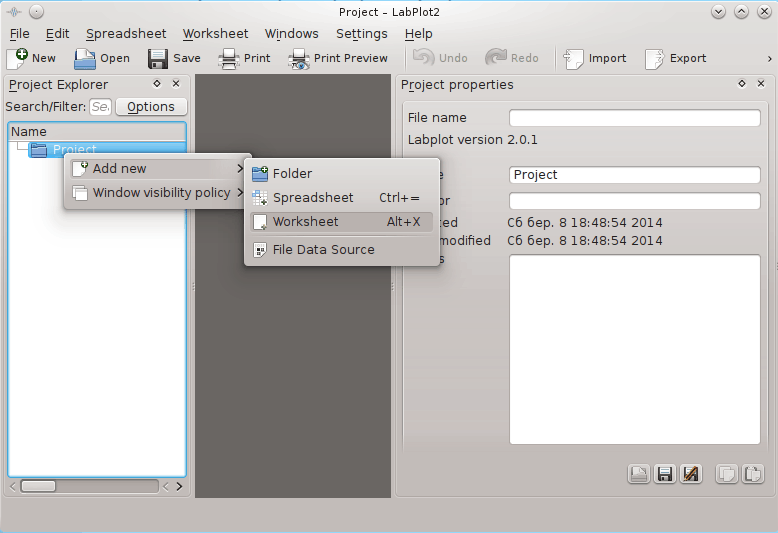 Project – LabPlot2
File Edit Spreadsheet Worksheet Windows Settings Help
New Open Save Print Print Preview Undo Redo Import Export
Project Explorer
Search/Filter: Se Options
Name
Project
Add new
Window visibility policy
Folder
Spreadsheet Ctrl+=
Worksheet Alt+X
File Data Source
Project properties
File name
Labplot version 2.0.1
Project
Сб бер. 8 18:48:54 2014
modified Сб бер. 8 18:48:54 2014